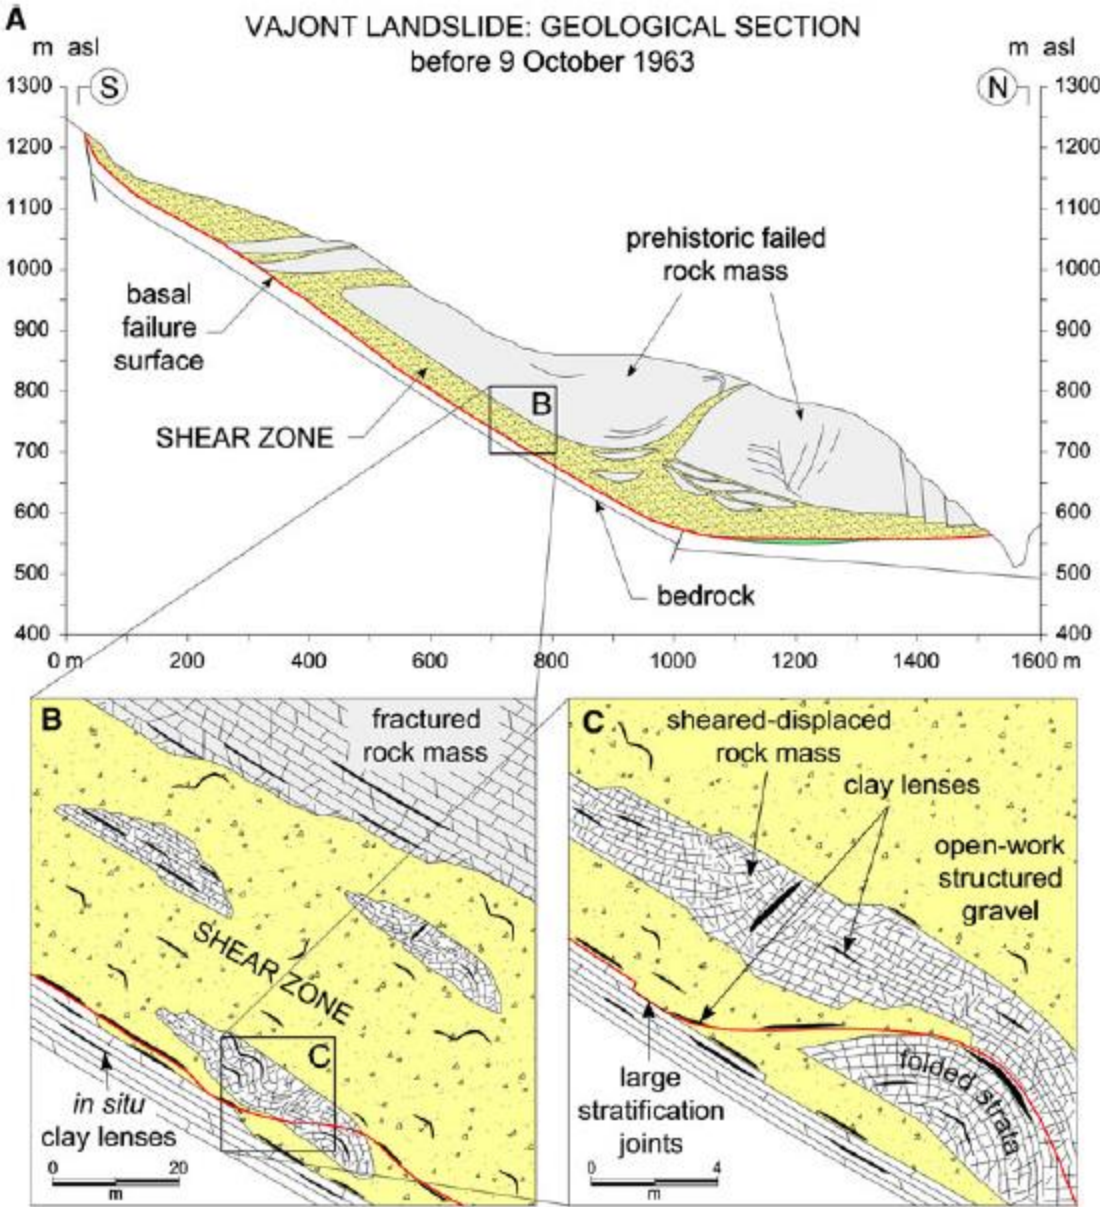 A
VAJONT LANDSLIDE: GEOLOGICAL SECTION
before 9 October 1963
m asl
m asl
1300
S
N
1300
1200
1200
1100
1100
1000
1000
900
900
800
800
700
700
600
600
500
500
400
400
prehistoric failed
rock mass
basal
failure
surface
SHEAR ZONE
B
bedrock
0 m
200
400
600
800
1000
1200
1400
1600 m
B
fractured
rock mass
SHEAR ZONE
C
in situ
clay lenses
0
20
m
C
sheared-displaced
rock mass
clay lenses
open-work
structured
gravel
folded strata
large
stratification
joints
0
4
m